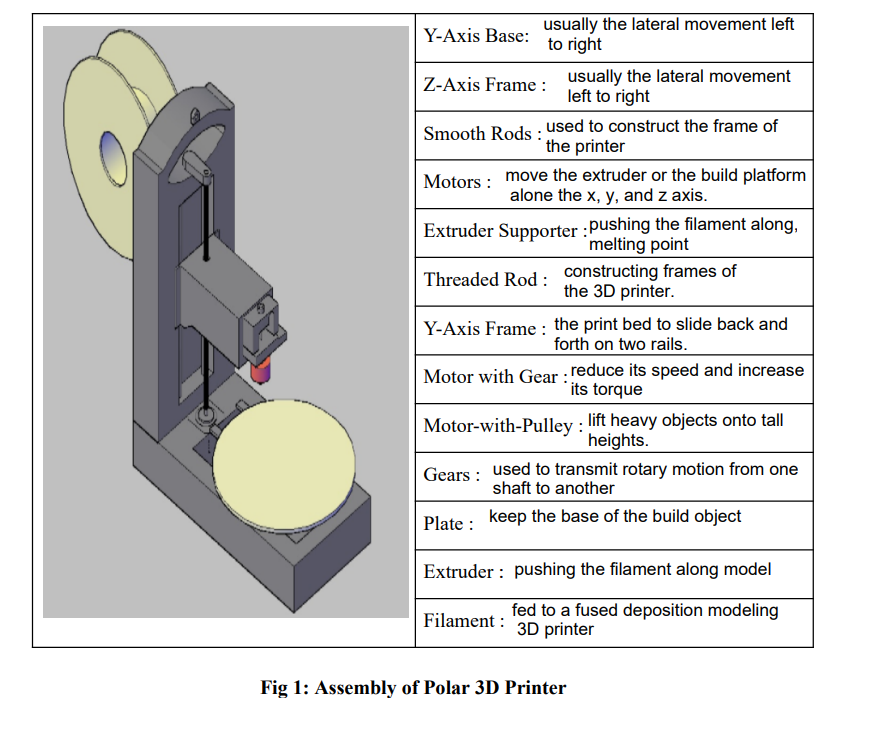 Y-Axis Base: usually the lateral movement left
to right
Z-Axis Frame : usually the lateral movement
left to right
Smooth Rods : used to construct the frame of
the printer
Motors : move the extruder or the build platform
alone the x, y, and z axis.
Extruder Supporter : pushing the filament along,
melting point
Threaded Rod : constructing frames of
the 3D printer.
Y-Axis Frame : the print bed to slide back and
forth on two rails.
Motor with Gear : reduce its speed and increase
its torque
Motor-with-Pulley : lift heavy objects onto tall
heights.
Gears : used to transmit rotary motion from one
shaft to another
Plate : keep the base of the build object
Extruder : pushing the filament along model
Filament : fed to a fused deposition modeling
3D printer
Fig 1: Assembly of Polar 3D Printer